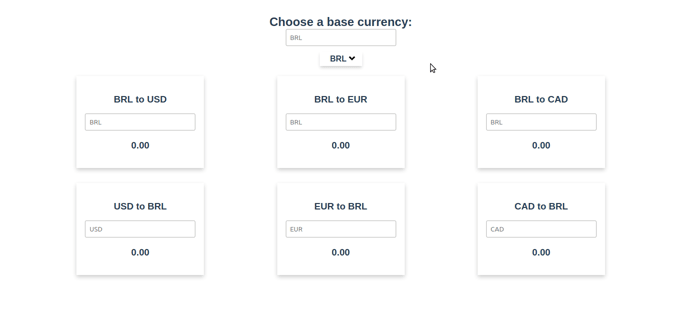 Choose a base currency:
BRL
BRL
BRL to USD
BRL
0.00
BRL to EUR
BRL
0.00
BRL to CAD
BRL
0.00
USD to BRL
USD
0.00
EUR to BRL
EUR
0.00
CAD to BRL
CAD
0.00